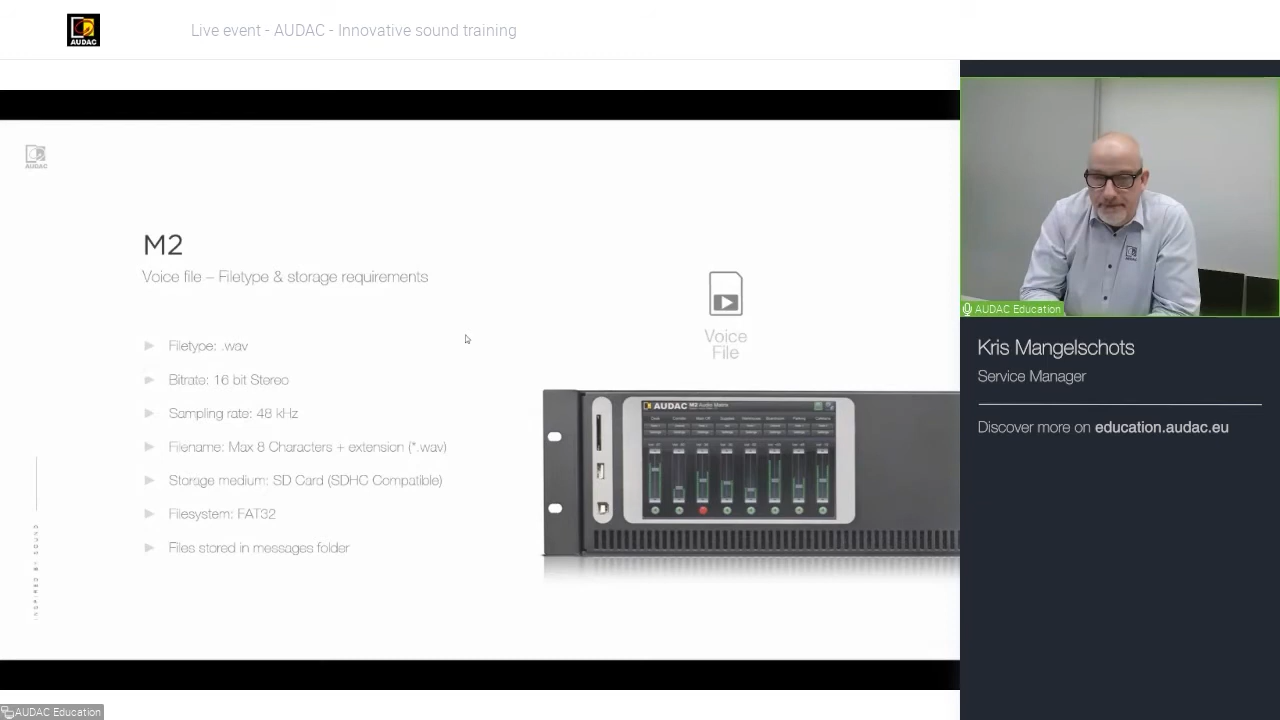 AUDAC
Live event - AUDAC - Innovative sound training
AUDAC
M2
Voice file – Filetype & storage requirements
Filetype: .wav
Bitrate: 16 bit Stereo
Sampling rate: 48 kHz
Filename: Max 8 Characters + extension (*.wav)
Storage medium: SD Card (SDHC Compatible)
Filesystem: FAT32
Files stored in messages folder
Voice
File
AUDAC M2
AUDAC Education
Kris Mangelschots
Service Manager
Discover more on education.audac.eu
AUDAC Education